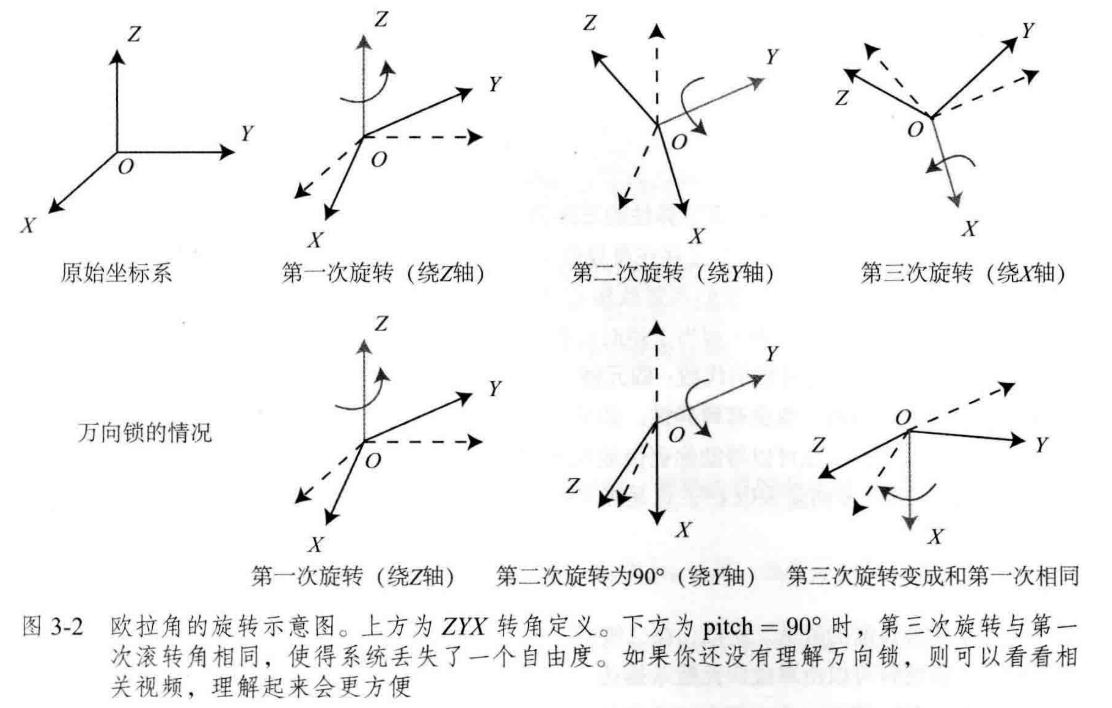 Z
Y
O
X
原始坐标系
Z
Y
O
X
第一次旋转（绕Z轴）
Z
Y
O
X
第二次旋转（绕Y轴）
Y
Z
O
X
第三次旋转（绕X轴）
万向锁的情况
Z
Y
O
X
第一次旋转（绕Z轴）
Y
O
Z
X
第二次旋转为90°（绕Y轴）
O
Z
Y
X
第三次旋转变成和第一次相同
图 3-2 欧拉角的旋转示意图。上方为 ZYX 转角定义。下方为 pitch = 90° 时，第三次旋转与第一
次滚转角相同，使得系统丢失了一个自由度。如果你还没有理解万向锁，则可以看看相
关视频，理解起来会更方便